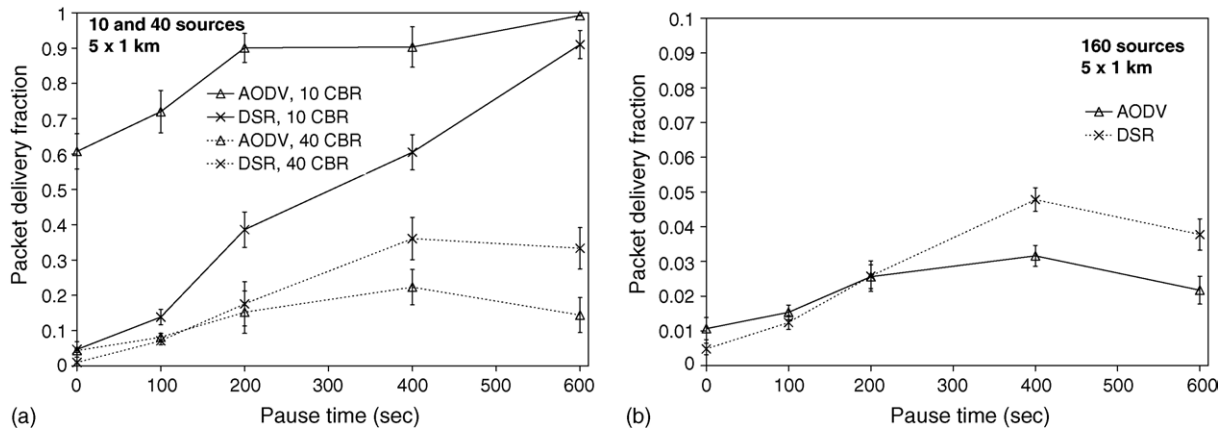 10 and 40 sources
5 x 1 km
AODV, 10 CBR
DSR, 10 CBR
AODV, 40 CBR
DSR, 40 CBR
Packet delivery fraction
1
0.9
0.8
0.7
0.6
0.5
0.4
0.3
0.2
0.1
0
0 100 200 300 400 500 600
Pause time (sec)
(a)
160 sources
5 x 1 km
AODV
DSR
Packet delivery fraction
0.1
0.09
0.08
0.07
0.06
0.05
0.04
0.03
0.02
0.01
0
0 100 200 300 400 500 600
Pause time (sec)
(b)